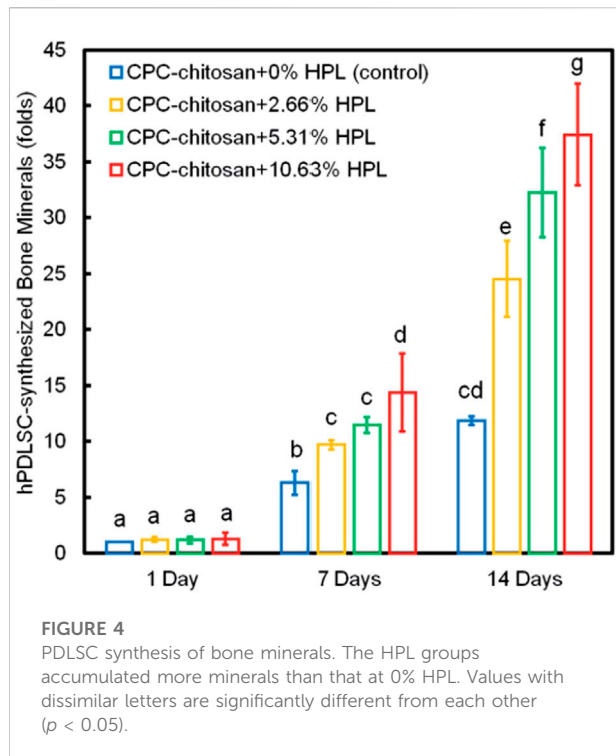 45
40
35
30
25
20
15
10
5
0
hPDLSC-synthesized Bone Minerals (folds)
CPC-chitosan+0% HPL (control)
CPC-chitosan+2.66% HPL
CPC-chitosan+5.31% HPL
CPC-chitosan+10.63% HPL
a a a a
b c c d
cd e f g
1 Day 7 Days 14 Days
FIGURE 4
PDLSC synthesis of bone minerals. The HPL groups
accumulated more minerals than that at 0% HPL. Values with
dissimilar letters are significantly different from each other
(p < 0.05).